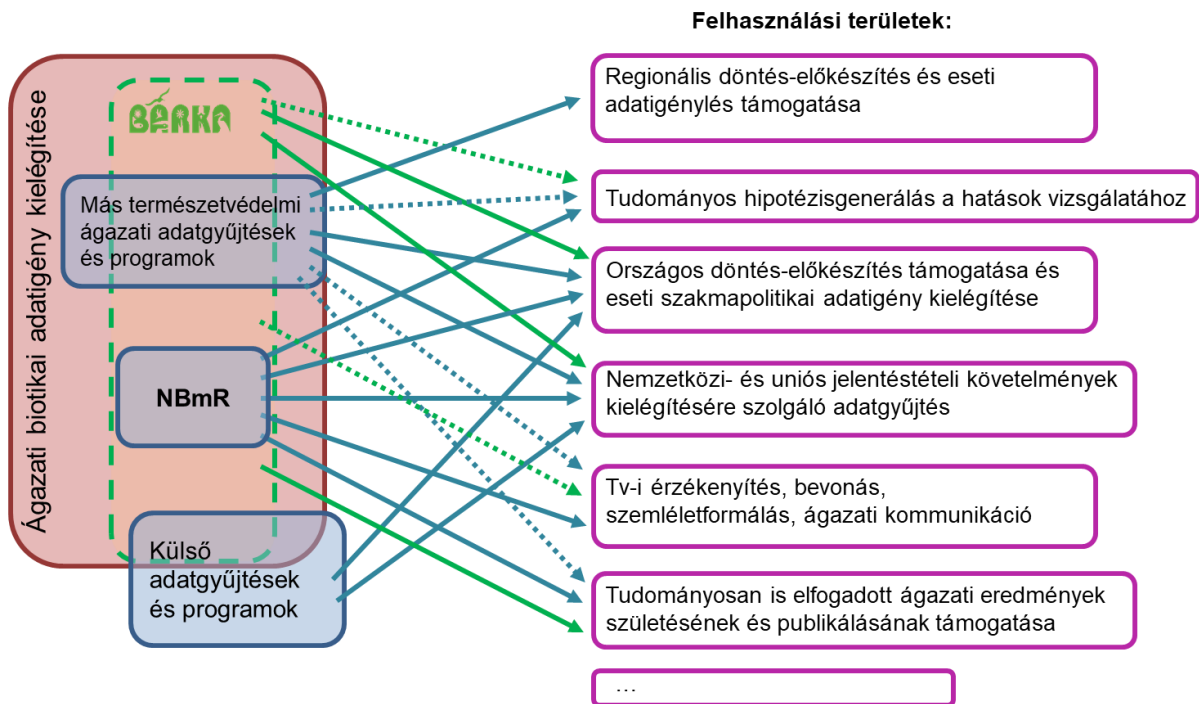 Felhasználási területek:
Ágazati biotikai adatigény kielégítése
BÁRKA
Más természetvédelmi
ágazati adatgyűjtések
és programok
NBmR
Külső
adatgyűjtések
és programok
Regionális döntés-előkészítés és eseti
adatigénylés támogatása
Tudományos hipotézisgenerálás a hatások vizsgálatához
Országos döntés-előkészítés támogatása és
eseti szakmapolitikai adatigény kielégítése
Nemzetközi- és uniós jelentéstételi követelmények
kielégítésére szolgáló adatgyűjtés
Tv-i érzékenyítés, bevonás,
szemléletformálás, ágazati kommunikáció
Tudományosan is elfogadott ágazati eredmények
születésének és publikálásának támogatása
…